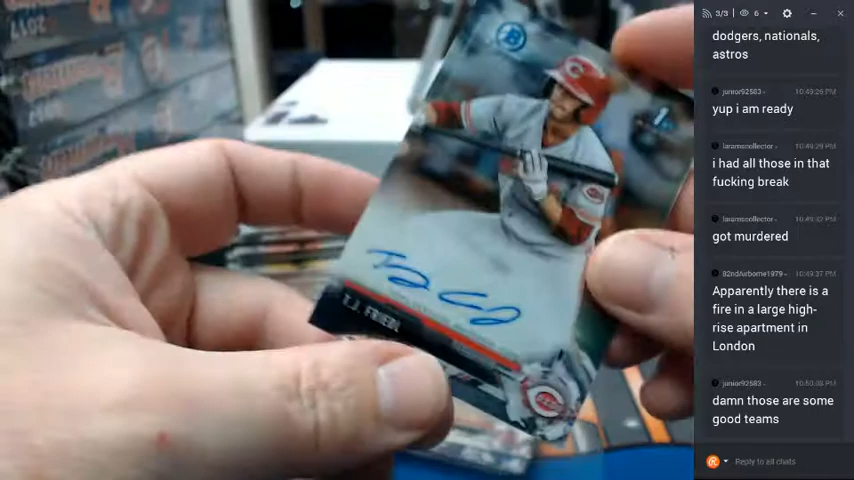 2017
T.J. FRIEDL
3/3
6
dodgers, nationals,
astros
junior92583 -
10:49:26 PM
yup i am ready
laramscollector -
10:49:29 PM
i had all those in that
fucking break
laramscollector -
10:49:32 PM
got murdered
82ndAirborne1979 -
10:49:37 PM
Apparently there is a
fire in a large high-
rise apartment in
London
junior92583 -
10:50:08 PM
damn those are some
good teams
Reply to all chats